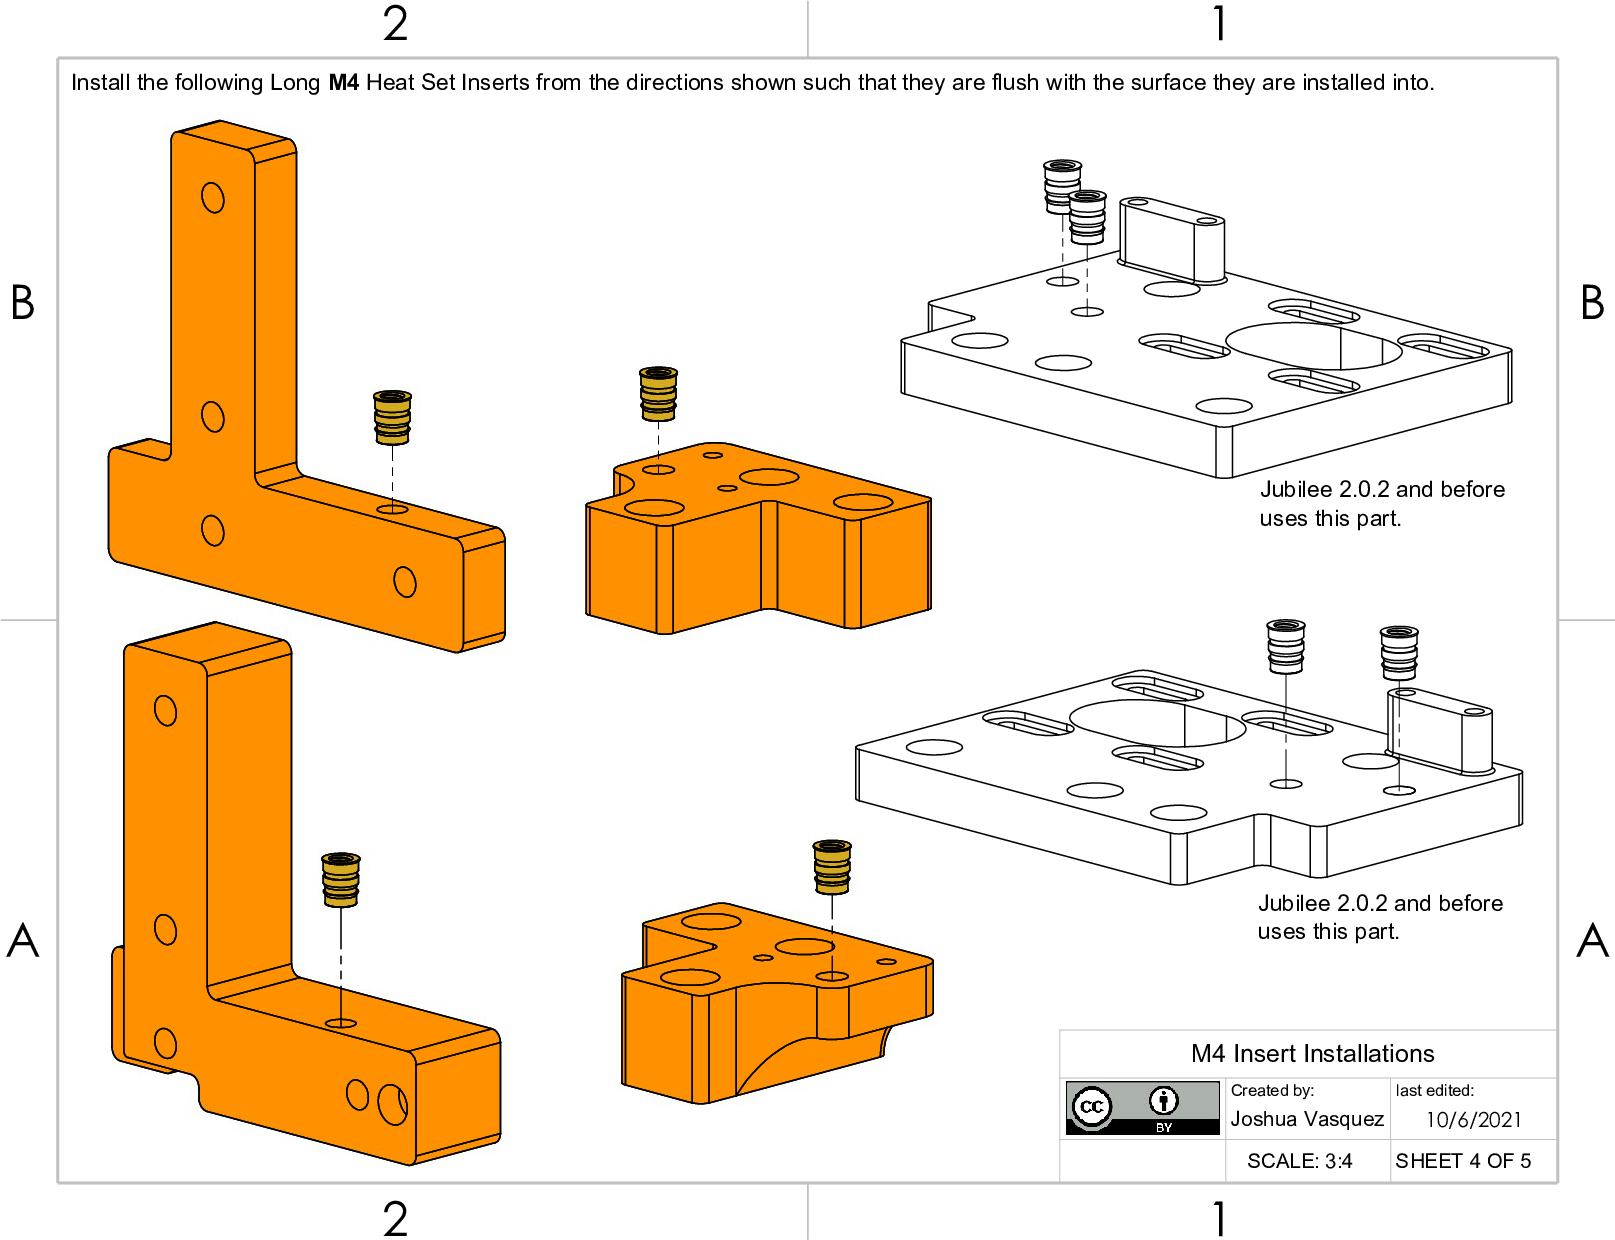 2 1
Install the following Long M4 Heat Set Inserts from the directions shown such that they are flush with the surface they are installed into.
B B
Jubilee 2.0.2 and before
uses this part.
Jubilee 2.0.2 and before
uses this part.
A A
M4 Insert Installations
cc BY
Created by:
Joshua Vasquez
last edited:
10/6/2021
SCALE: 3:4
SHEET 4 OF 5
2 1